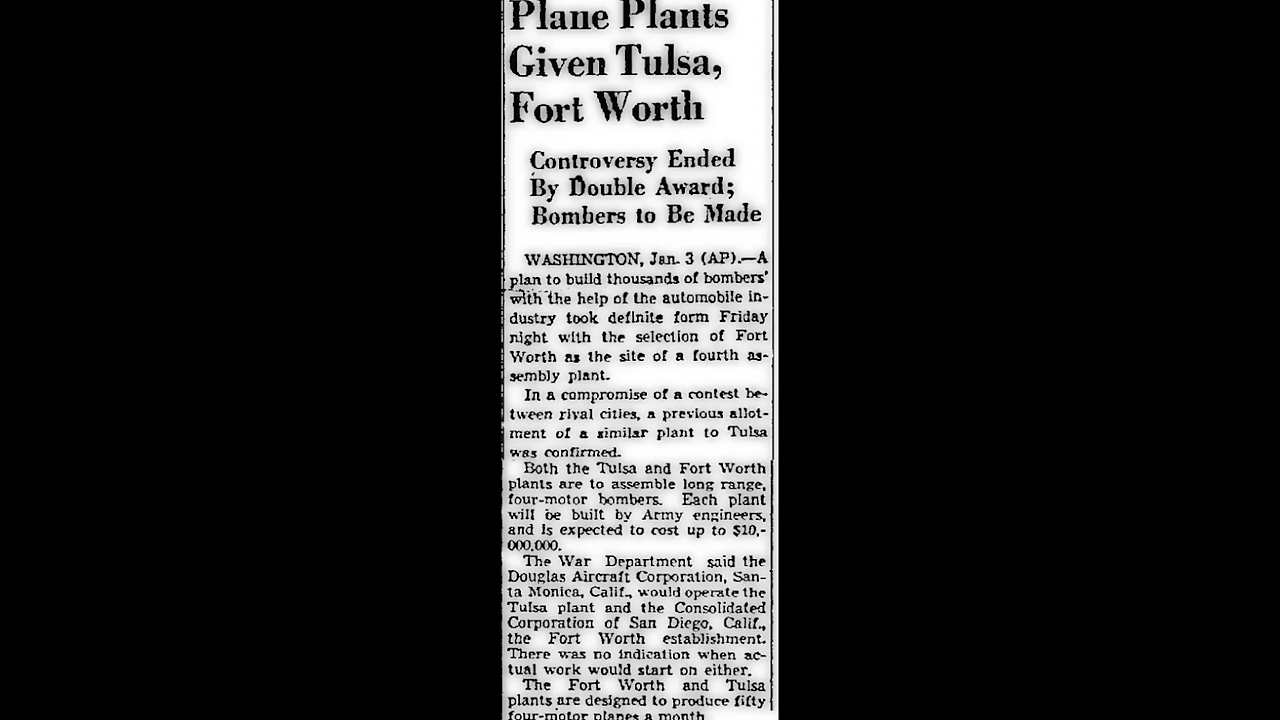 Plane Plants
Given Tulsa,
Fort Worth
Controversy Ended
By Double Award;
Bombers to Be Made
WASHINGTON, Jan. 3 (AP).—A
plan to build thousands of bombers'
with the help of the automobile in-
dustry took definite form Friday
night with the selection of Fort
Worth as the site of a fourth as-
sembly plant.
In a compromise of a contest be-
tween rival cities, a previous allot-
ment of a similar plant to Tulsa
was confirmed.
Both the Tulsa and Fort Worth
plants are to assemble long range,
four-motor bombers. Each plant
will be built by Army engineers,
and is expected to cost up to $10,-
000,000.
The War Department said the
Douglas Aircraft Corporation, San-
ta Monica, Calif., would operate the
Tulsa plant and the Consolidated
Corporation of San Diego, Calif.,
the Fort Worth establishment.
There was no indication when ac-
tual work would start on either.
The Fort Worth and Tulsa
plants are designed to produce fifty
four-motor planes a month